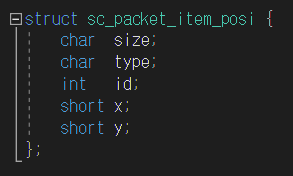 struct sc_packet_item_posi {
char size;
char type;
int id;
short x;
short y;
};